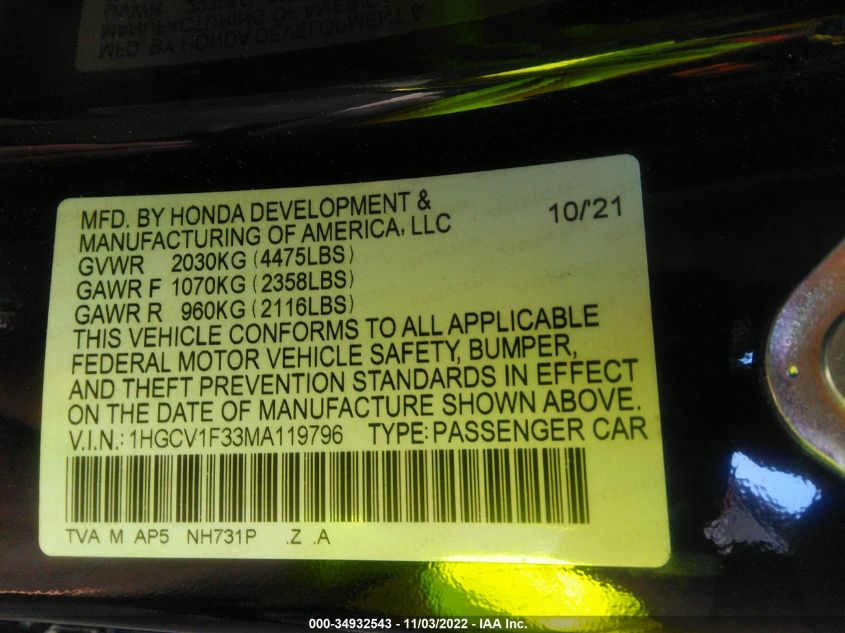 MFD. BY HONDA DEVELOPMENT & 10/'21
MANUFACTURING OF AMERICA, LLC
GVWR 2030KG (4475LBS)
GAWR F 1070KG (2358LBS)
GAWR R 960KG (2116LBS)
THIS VEHICLE CONFORMS TO ALL APPLICABLE
FEDERAL MOTOR VEHICLE SAFETY, BUMPER,
AND THEFT PREVENTION STANDARDS IN EFFECT
ON THE DATE OF MANUFACTURE SHOWN ABOVE.
V.I.N.: 1HGCV1F33MA119796 TYPE: PASSENGER CAR
TVA M AP5 NH731P .Z .A
000-34932543 - 11/03/2022 - IAA Inc.